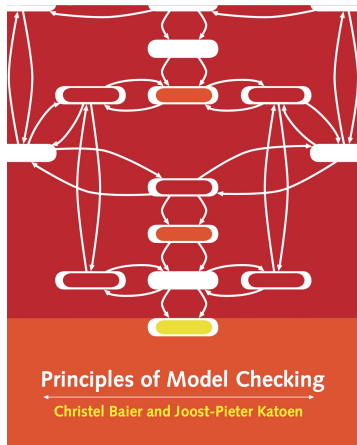 Principles of Model Checking
Christel Baier and Joost-Pieter Katoen